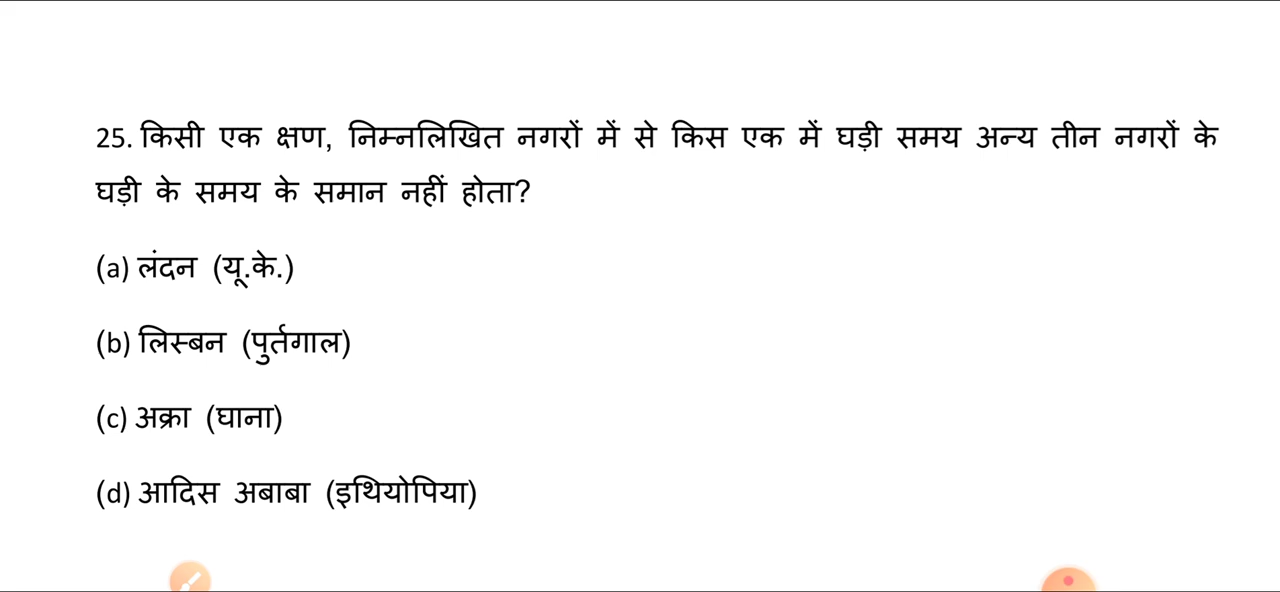 25. किसी एक क्षण, निम्नलिखित नगरों में से किस एक में घड़ी समय अन्य तीन नगरों के
घड़ी के समय के समान नहीं होता?
(a) लंदन (यू.के.)
(b) लिस्बन (पुर्तगाल)
(c) अक्रा (घाना)
(d) आदिस अबाबा (इथियोपिया)